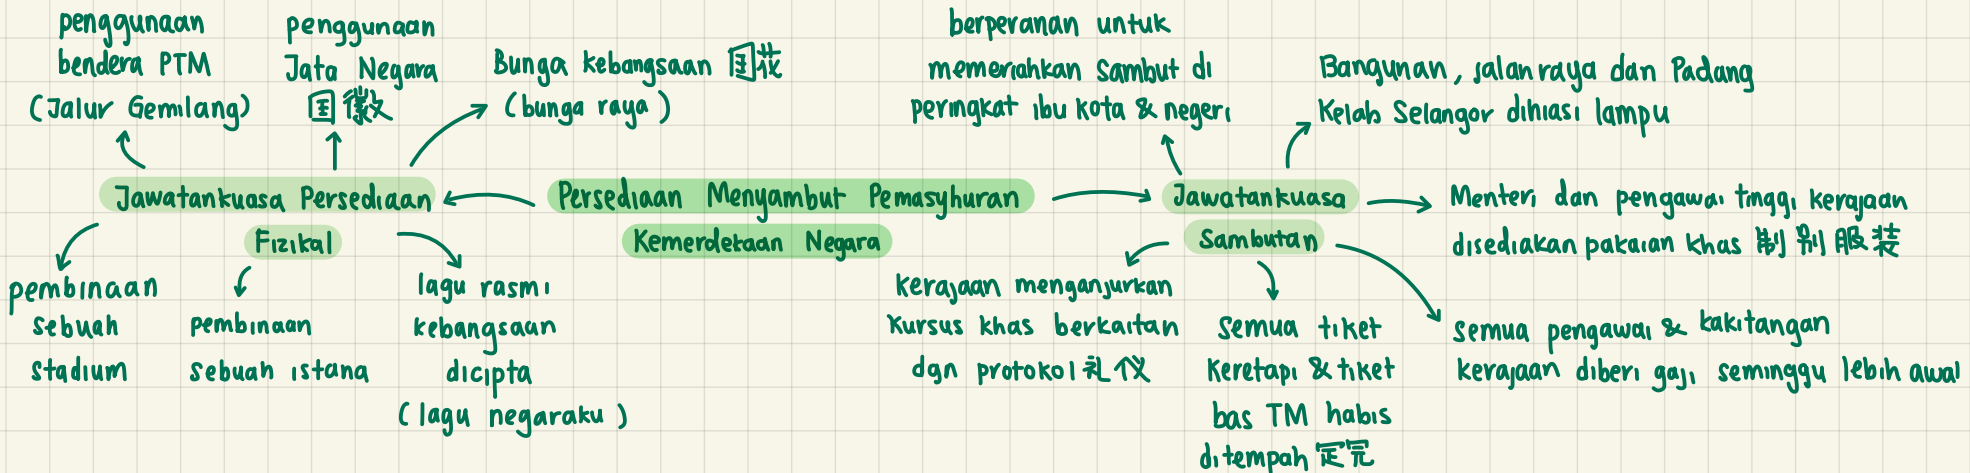 penggunaan
bendera PTM
(Jalur Gemilang)
penggunaan
Jata Negara
国徽
Bunga kebangsaan 国花
(bunga raya)
berperanan untuk
memeriahkan sambut di
peringkat ibu kota & negeri
Bangunan, jalanraya dan Padang
Kelab Selangor dihiasi lampu
Jawatankuasa Persediaan
Fizikal
Persediaan Menyambut Pemasyhuran
Kemerdekaan Negara
Jawatankuasa
Sambutan
Menteri dan pengawai tinggi kerajaan
disediakan pakaian khas 制服装
pembinaan
sebuah
stadium
pembinaan
sebuah istana
lagu rasmi
kebangsaan
dicipta
(lagu negaraku)
kerajaan menganjurkan
kursus khas berkaitan
dgn protokol 礼仪
semua tiket
keretapi & tiket
bas TM habis
ditempah 定完
semua pengawai & kakitangan
kerajaan diberi gaji seminggu lebih awal